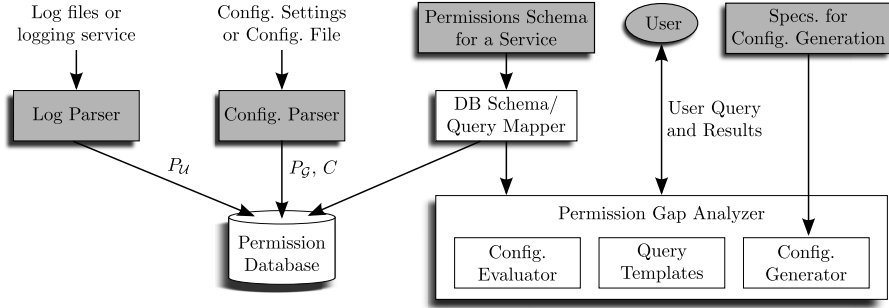 Log files or
logging service
Config. Settings
or Config. File
Permissions Schema
for a Service
User
Specs. for
Config. Generation
Log Parser
Config. Parser
DB Schema/
Query Mapper
User Query
and Results
P_U
P_G, C
Permission
Database
Permission Gap Analyzer
Config.
Evaluator
Query
Templates
Config.
Generator